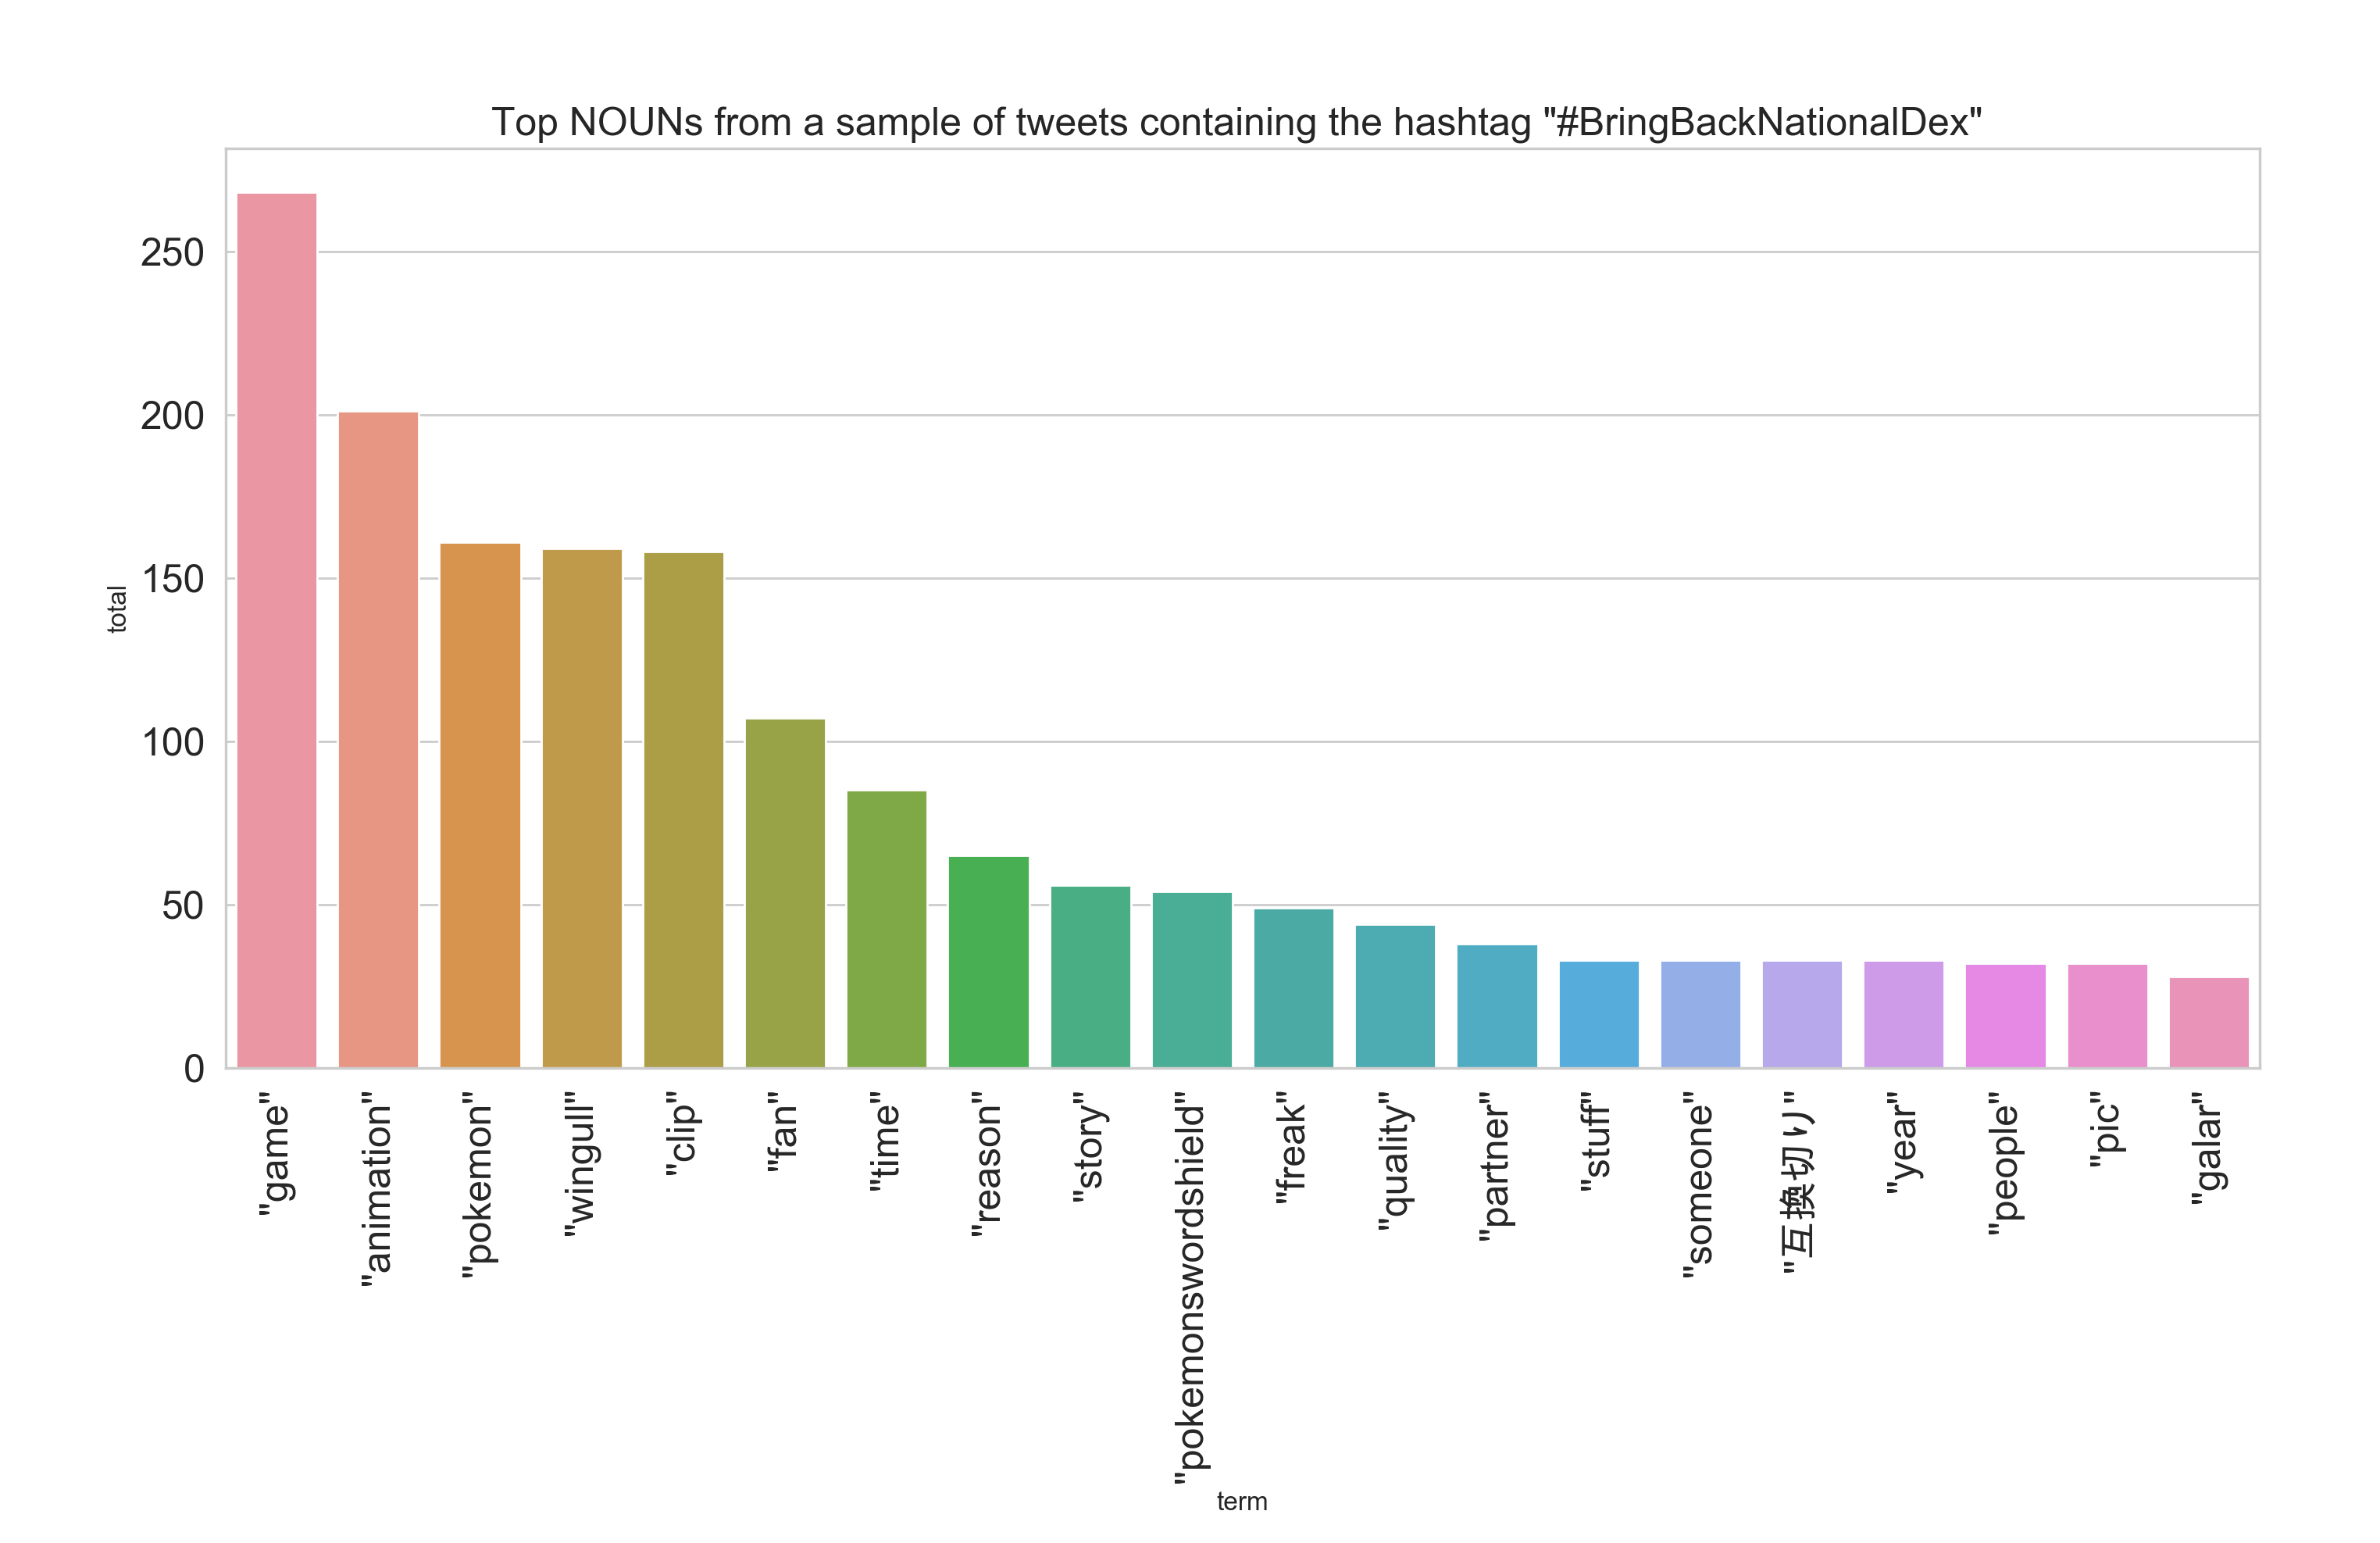 Top NOUNs from a sample of tweets containing the hashtag "#BringBackNationalDex"
total
250
200
150
100
50
0
"game"
"animation"
"pokemon"
"wingull"
"clip"
"fan"
"time"
"reason"
"story"
"pokemonswordshield"
"freak"
"quality"
"partner"
"stuff"
"someone"
"互換切り"
"year"
"people"
"pic"
"galar"
term